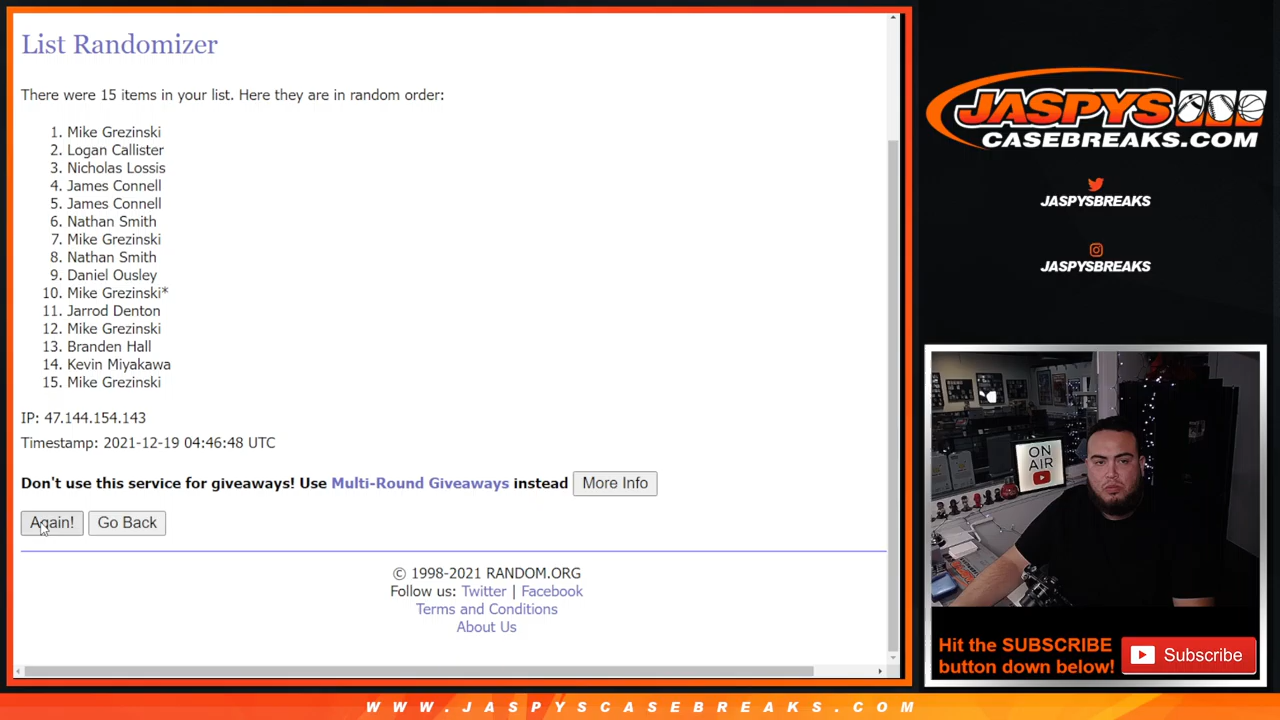 List Randomizer
There were 15 items in your list. Here they are in random order:
1. Mike Grezinski
2. Logan Callister
3. Nicholas Lossis
4. James Connell
5. James Connell
6. Nathan Smith
7. Mike Grezinski
8. Nathan Smith
9. Daniel Ousley
10. Mike Grezinski*
11. Jarrod Denton
12. Mike Grezinski
13. Branden Hall
14. Kevin Miyakawa
15. Mike Grezinski
IP: 47.144.154.143
Timestamp: 2021-12-19 04:46:48 UTC
Don't use this service for giveaways! Use Multi-Round Giveaways instead More Info
Again! Go Back
© 1998-2021 RANDOM.ORG
Follow us: Twitter | Facebook
Terms and Conditions
About Us
JASPYS
CASEBREAKS.COM
JASPYSBREAKS
JASPYSBREAKS
ON
AIR
Hit the SUBSCRIBE
button down below!
Subscribe
WWW.JASPYSCASEBREAKS.COM